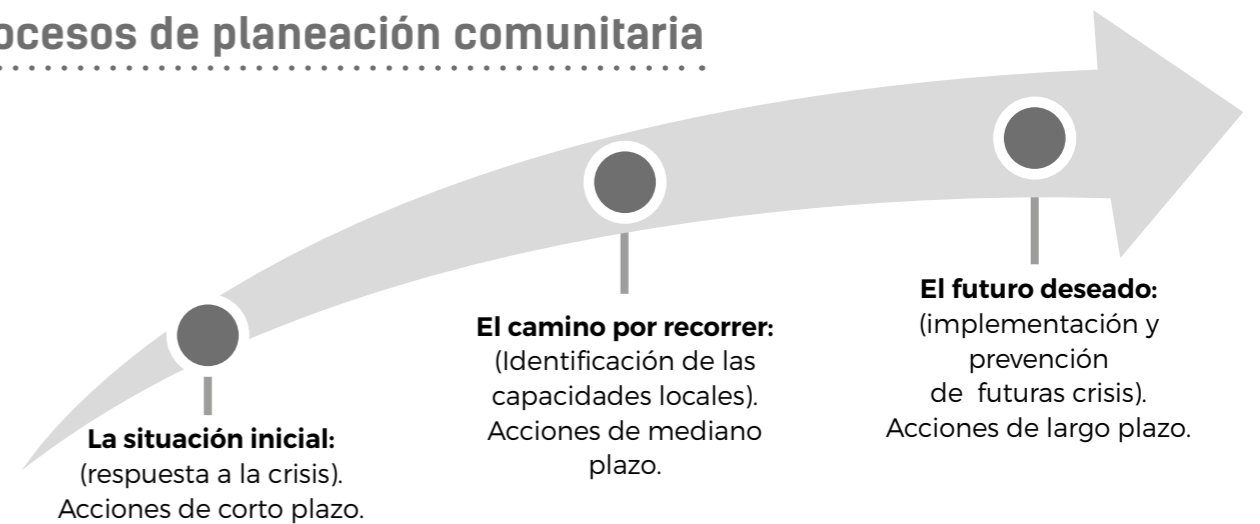 ocesos de planeación comunitaria
La situación inicial:
(respuesta a la crisis).
Acciones de corto plazo.
El camino por recorrer:
(Identificación de las
capacidades locales).
Acciones de mediano
plazo.
El futuro deseado:
(implementación y
prevención
de futuras crisis).
Acciones de largo plazo.